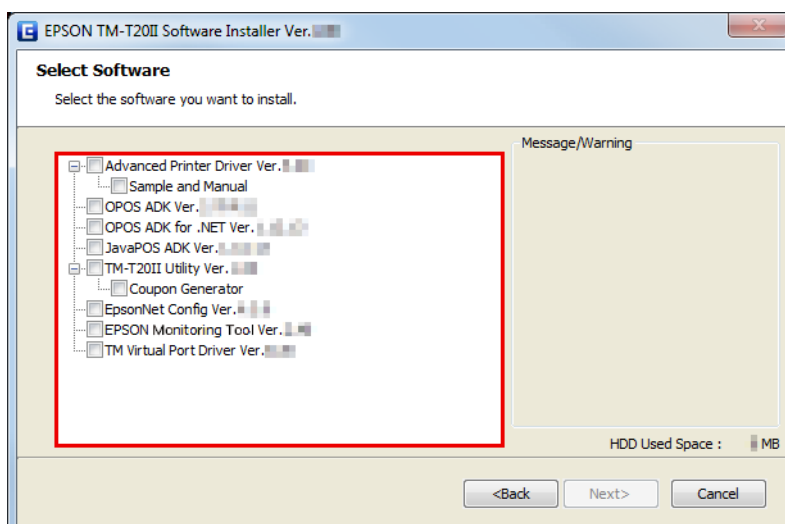 EPSON TM-T20II Software Installer Ver.
Select Software
Select the software you want to install.
Message/Warning
Advanced Printer Driver Ver.
Sample and Manual
OPOS ADK Ver.
OPOS ADK for .NET Ver.
JavaPOS ADK Ver.
TM-T20II Utility Ver.
Coupon Generator
EpsonNet Config Ver.
EPSON Monitoring Tool Ver.
TM Virtual Port Driver Ver.
HDD Used Space : MB
<Back Next> Cancel